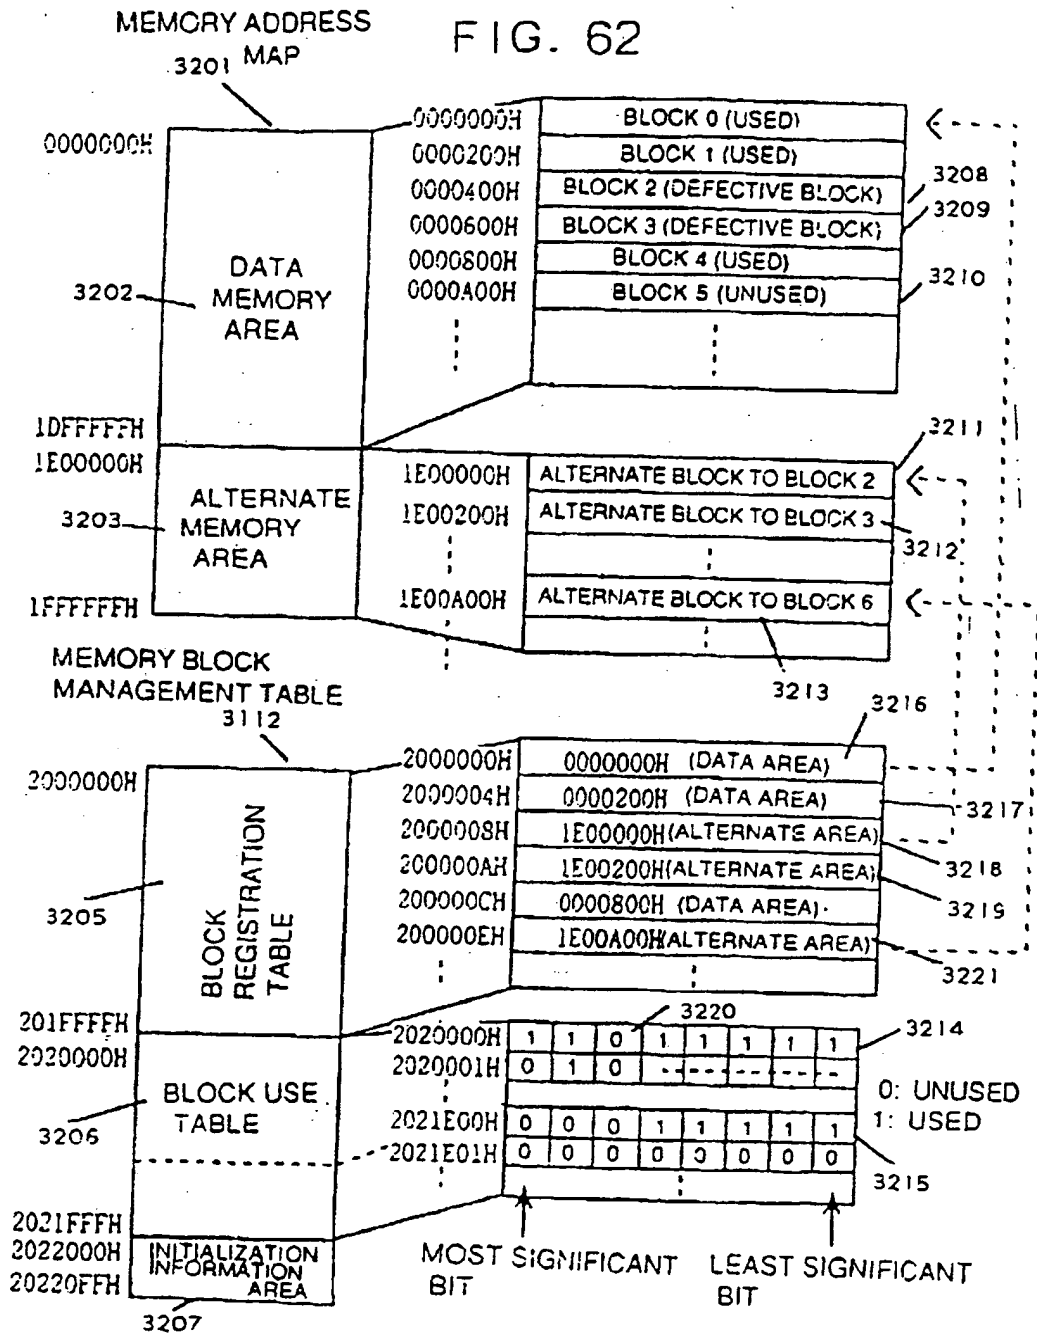 FIG. 62
MEMORY ADDRESS
MAP
3201
0000000H
DATA
MEMORY
AREA
3202
1DFFFFFH
1E00000H
ALTERNATE
MEMORY
AREA
3203
1FFFFFFH
0000000H BLOCK 0 (USED)
0000200H BLOCK 1 (USED)
0000400H BLOCK 2 (DEFECTIVE BLOCK)
3208
0000600H BLOCK 3 (DEFECTIVE BLOCK)
3209
0000800H BLOCK 4 (USED)
0000A00H BLOCK 5 (UNUSED)
3210
3211
1E00000H ALTERNATE BLOCK TO BLOCK 2
1E00200H ALTERNATE BLOCK TO BLOCK 3
3212
1E00A00H ALTERNATE BLOCK TO BLOCK 6
3213
MEMORY BLOCK
MANAGEMENT TABLE
3112
2000000H
BLOCK
REGISTRATION
TABLE
3205
201FFFFH
2020000H
BLOCK USE
TABLE
3206
2021FFFH
2022000H
INITIALIZATION
INFORMATION
AREA
20220FFH
3207
3216
2000000H 0000000H (DATA AREA)
2000004H 0000200H (DATA AREA)
3217
2000008H 1E00000H (ALTERNATE AREA)
3218
200000AH 1E00200H (ALTERNATE AREA)
3219
200000CH 0000800H (DATA AREA)
200000EH 1E00A00H (ALTERNATE AREA)
3221
3220
2020000H 1 1 0 1 1 1 1 1
3214
2020001H 0 1 0
0: UNUSED
1: USED
2021E00H 0 0 0 1 1 1 1 1
2021E01H 0 0 0 0 0 0 0 0
3215
MOST SIGNIFICANT
BIT
LEAST SIGNIFICANT
BIT